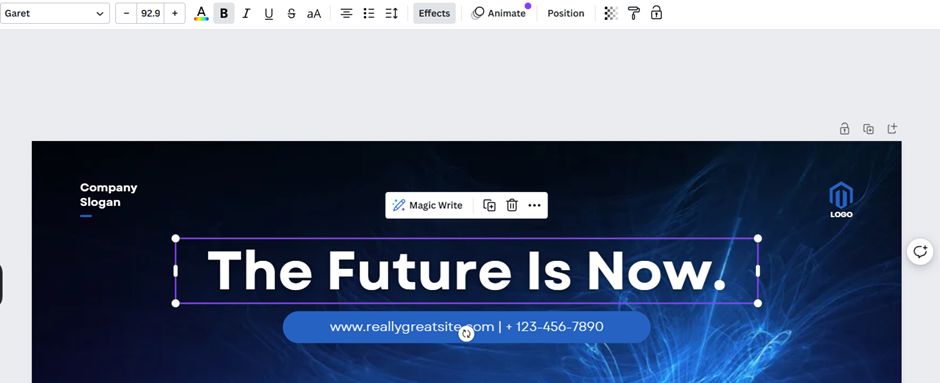 Garet
− 92.9 +
A B I U S aA Effects Animate Position
Company
Slogan
Magic Write
LOGO
The Future Is Now.
www.reallygreatsite.com | + 123-456-7890